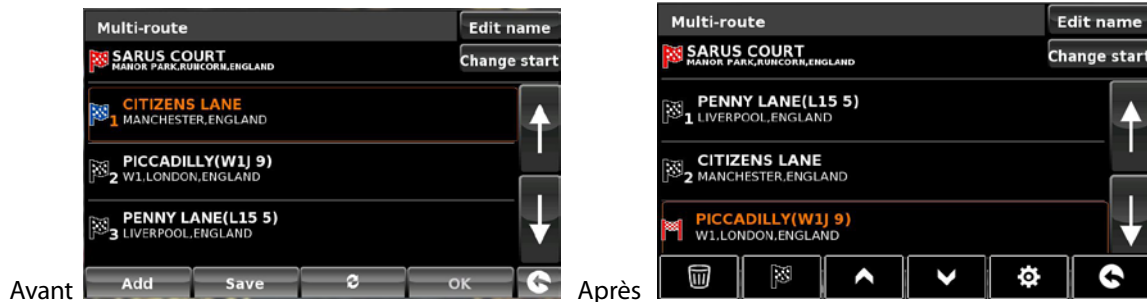 Avant
Multi-route
Edit name
SARUS COURT
MANOR PARK,RUNCORN,ENGLAND
Change start
1 CITIZENS LANE
MANCHESTER,ENGLAND
2 PICCADILLY(W1J 9)
W1,LONDON,ENGLAND
3 PENNY LANE(L15 5)
LIVERPOOL,ENGLAND
Add Save OK
Après
Multi-route
Edit name
SARUS COURT
MANOR PARK,RUNCORN,ENGLAND
Change start
1 PENNY LANE(L15 5)
LIVERPOOL,ENGLAND
2 CITIZENS LANE
MANCHESTER,ENGLAND
PICCADILLY(W1J 9)
W1,LONDON,ENGLAND